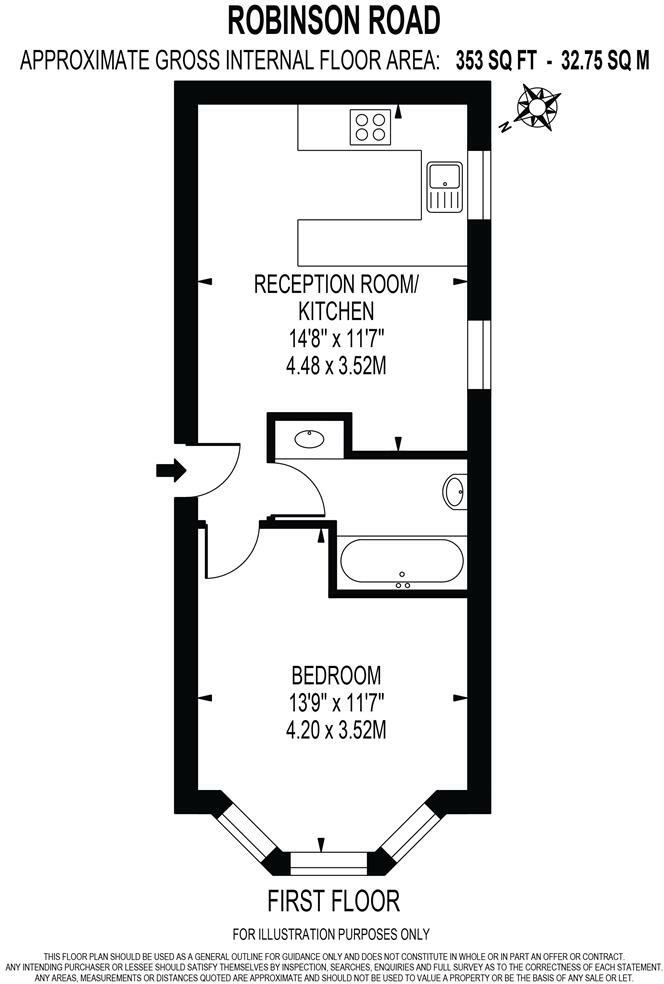 ROBINSON ROAD
APPROXIMATE GROSS INTERNAL FLOOR AREA: 353 SQ FT - 32.75 SQ M
N
RECEPTION ROOM/
KITCHEN
14'8" x 11'7"
4.48 x 3.52M
BEDROOM
13'9" x 11'7"
4.20 x 3.52M
FIRST FLOOR
FOR ILLUSTRATION PURPOSES ONLY
THIS FLOOR PLAN SHOULD BE USED AS A GENERAL OUTLINE FOR GUIDANCE ONLY AND DOES NOT CONSTITUTE IN WHOLE OR IN PART AN OFFER OR CONTRACT.
ANY INTENDING PURCHASER OR LESSEE SHOULD SATISFY THEMSELVES BY INSPECTION, SEARCHES, ENQUIRIES AND FULL SURVEY AS TO THE CORRECTNESS OF EACH STATEMENT.
ANY AREAS, MEASUREMENTS OR DISTANCES QUOTED ARE APPROXIMATE AND SHOULD NOT BE USED TO VALUE A PROPERTY OR BE THE BASIS OF ANY SALE OR LET.